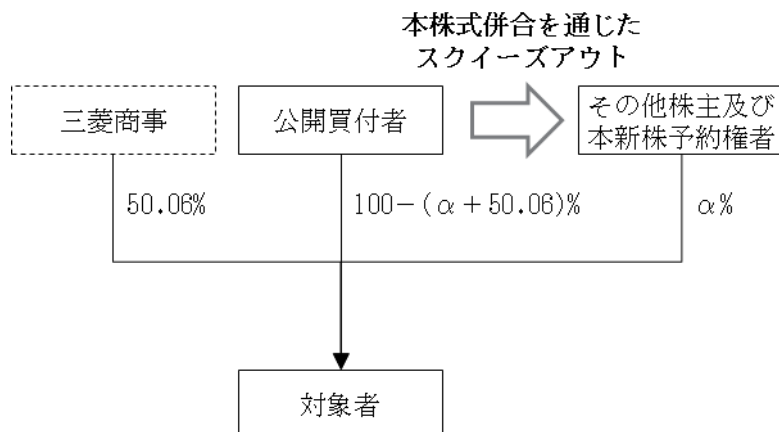 本株式併合を通じた
スクイーズアウト
三菱商事
公開買付者
その他株主及び
本新株予約権者
50.06%
100－(α＋50.06)%
α%
対象者